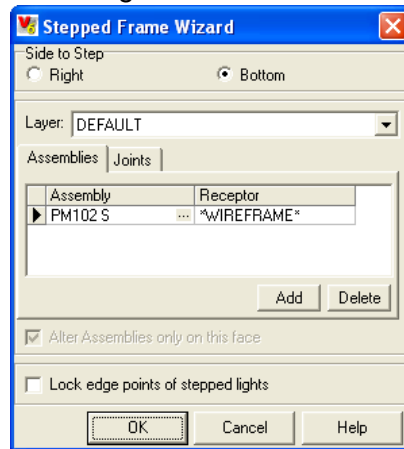 Stepped Frame Wizard
Side to Step
Right Bottom
Layer: DEFAULT
Assemblies Joints
Assembly Receptor
PM102 S ... *WIREFRAME*
Add Delete
Alter Assemblies only on this face
Lock edge points of stepped lights
OK Cancel Help